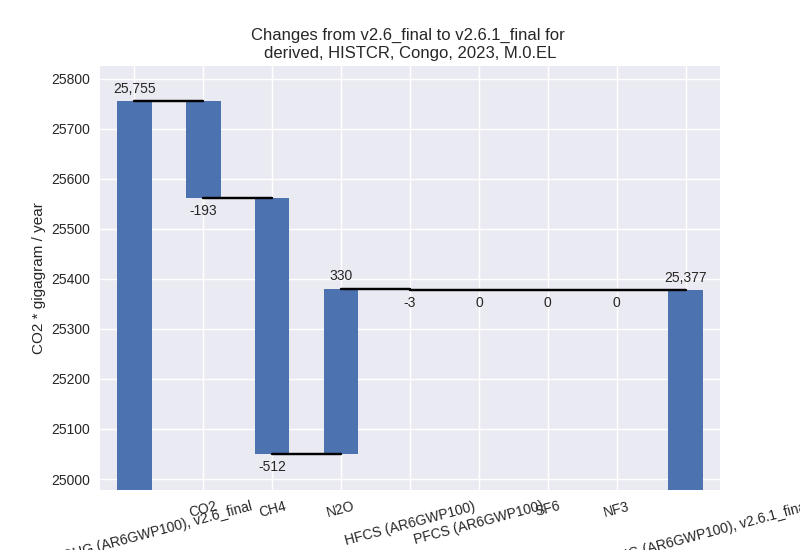 Changes from v2.6_final to v2.6.1_final for
derived, HISTCR, Congo, 2023, M.0.EL
25800
25700
25600
25500
25400
25300
25200
25100
25000
CO2 * gigagram / year
25,755
-193
-512
330
-3
0
0
0
25,377
(AR6GWP100), v2.6_final
CO2
CH4
N2O
HFCS (AR6GWP100)
PFCS (AR6GWP100)
SF6
NF3
(AR6GWP100), v2.6.1